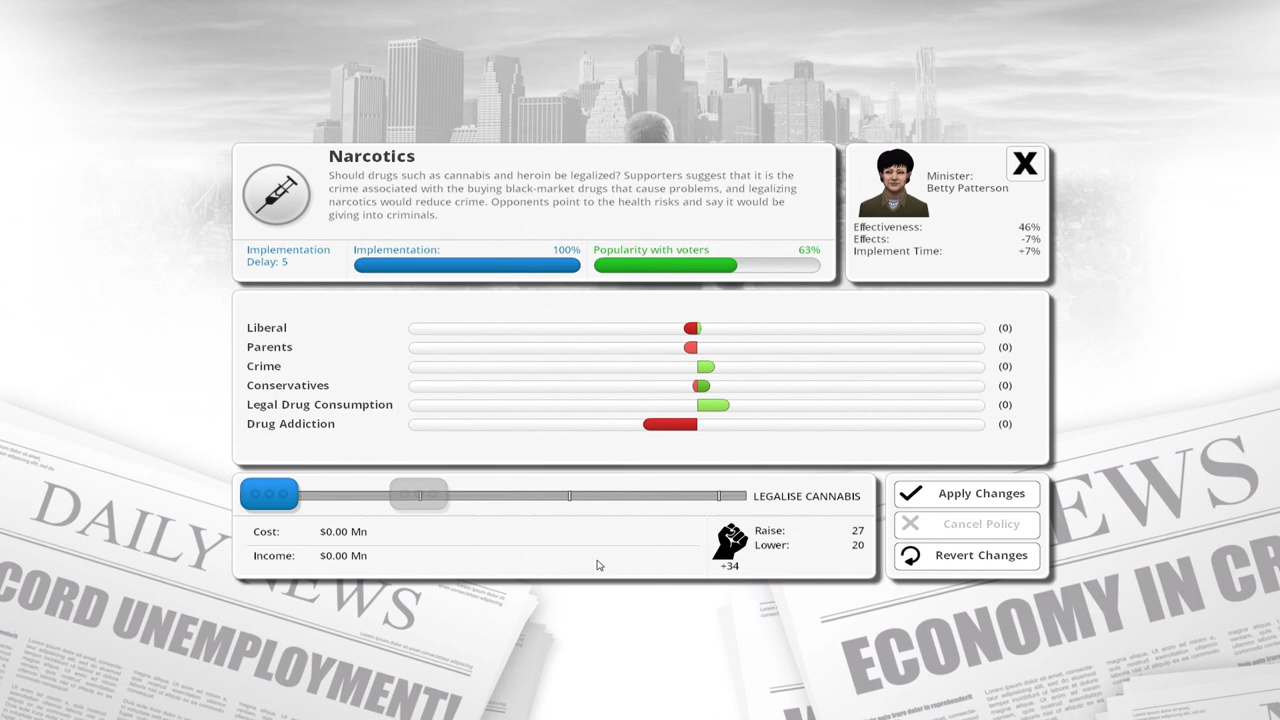 Narcotics
Should drugs such as cannabis and heroin be legalized? Supporters suggest that it is the
crime associated with the buying black-market drugs that cause problems, and legalizing
narcotics would reduce crime. Opponents point to the health risks and say it would be
giving into criminals.
Implementation
Delay: 5
Implementation: 100%
Popularity with voters 63%
X
Minister:
Betty Patterson
Effectiveness: 46%
Effects: -7%
Implement Time: +7%
Liberal (0)
Parents (0)
Crime (0)
Conservatives (0)
Legal Drug Consumption (0)
Drug Addiction (0)
LEGALISE CANNABIS
Cost: $0.00 Mn
Income: $0.00 Mn
Raise: 27
Lower: 20
+34
Apply Changes
Cancel Policy
Revert Changes
DAILY NEWS
CORD UNEMPLOYMENT!
EWS
ECONOMY IN CR